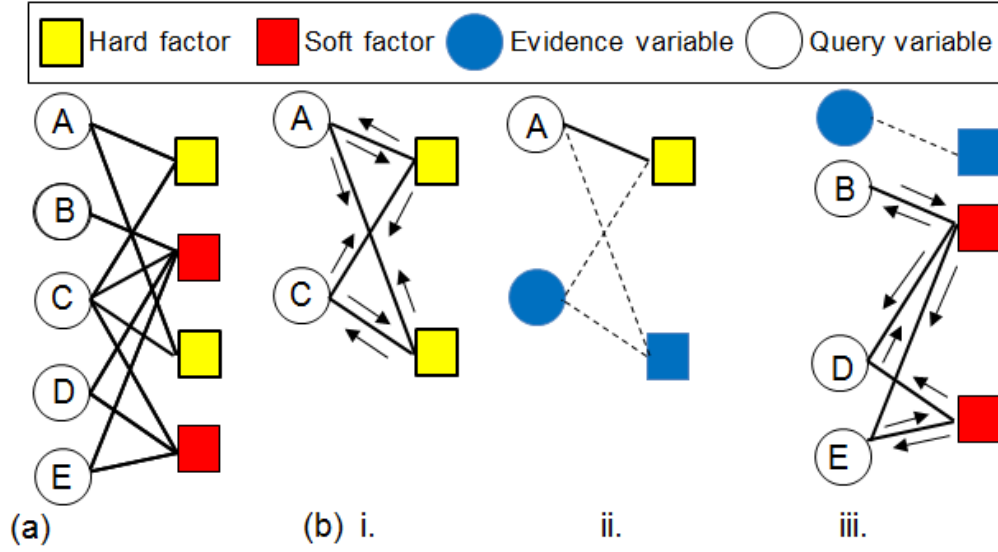 Hard factor Soft factor Evidence variable Query variable
A
B
C
D
E
(a)
A
C
(b) i.
A
ii.
B
D
E
iii.